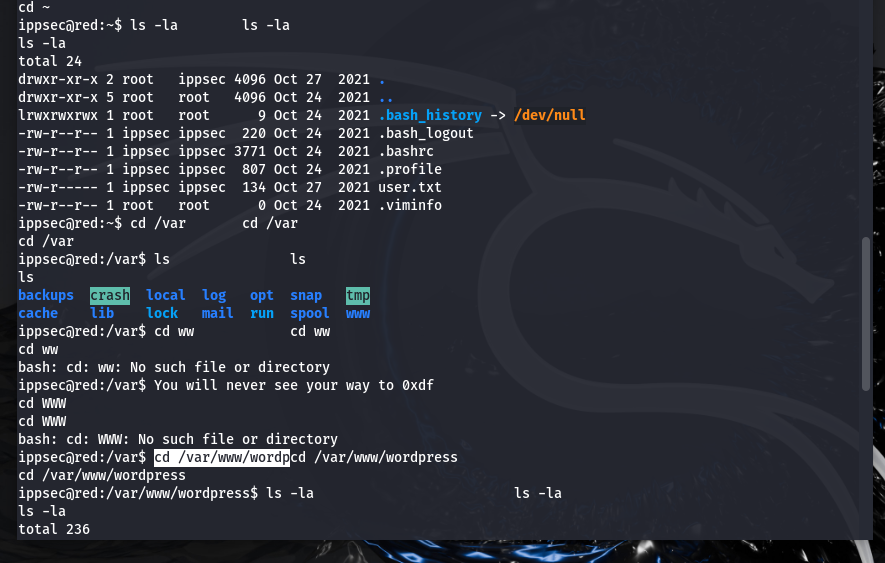 cd ~
ippsec@red:~$ ls -la        ls -la
ls -la
total 24
drwxr-xr-x 2 root   ippsec 4096 Oct 27  2021 .
drwxr-xr-x 5 root   root   4096 Oct 24  2021 ..
lrwxrwxrwx 1 root   root      9 Oct 24  2021 .bash_history -> /dev/null
-rw-r--r-- 1 ippsec ippsec  220 Oct 24  2021 .bash_logout
-rw-r--r-- 1 ippsec ippsec 3771 Oct 24  2021 .bashrc
-rw-r--r-- 1 ippsec ippsec  807 Oct 24  2021 .profile
-rw-r----- 1 ippsec ippsec  134 Oct 27  2021 user.txt
-rw-r--r-- 1 root   root      0 Oct 24  2021 .viminfo
ippsec@red:~$ cd /var       cd /var
cd /var
ippsec@red:/var$ ls               ls
ls
backups  crash  local  log   opt  snap   tmp
cache    lib    lock   mail  run  spool  www
ippsec@red:/var$ cd ww            cd ww
cd ww
bash: cd: ww: No such file or directory
ippsec@red:/var$ You will never see your way to 0xdf
cd WWW
cd WWW
bash: cd: WWW: No such file or directory
ippsec@red:/var$ cd /var/www/wordpcd /var/www/wordpress
cd /var/www/wordpress
ippsec@red:/var/www/wordpress$ ls -la                         ls -la
ls -la
total 236